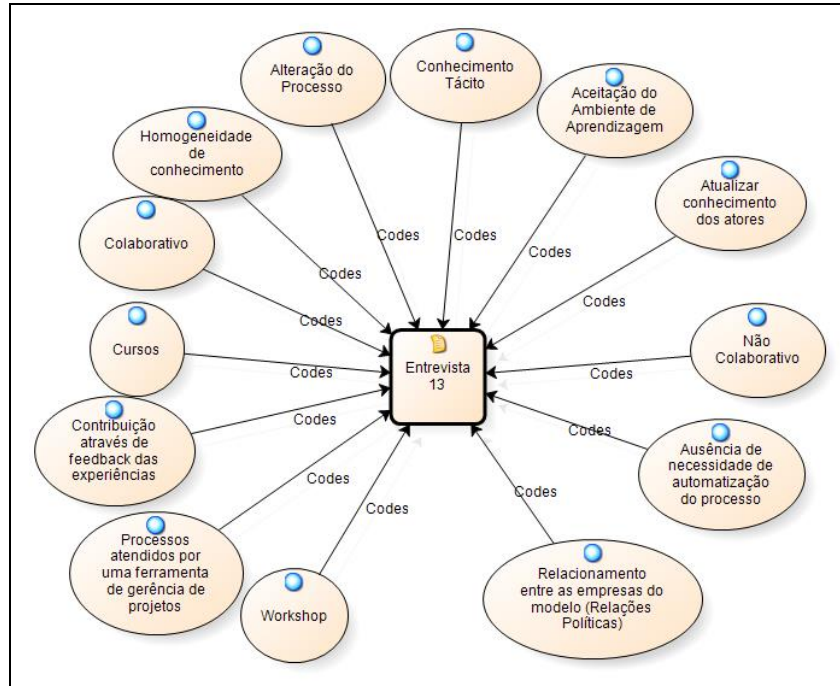 Alteração do
Processo
Conhecimento
Tácito
Aceitação do
Ambiente de
Aprendizagem
Homogeneidade
de
conhecimento
Atualizar
conhecimento
dos atores
Colaborativo
Codes
Codes
Codes
Codes
Codes
Codes
Não
Colaborativo
Cursos
Codes
Entrevista
13
Codes
Contribuição
através de
feedback das
experiências
Codes
Codes
Ausência de
necessidade de
automatização
do processo
Processos
atendidos por
uma ferramenta
de gerência de
projetos
Codes
Codes
Codes
Workshop
Relacionamento
entre as empresas do
modelo (Relações
Políticas)